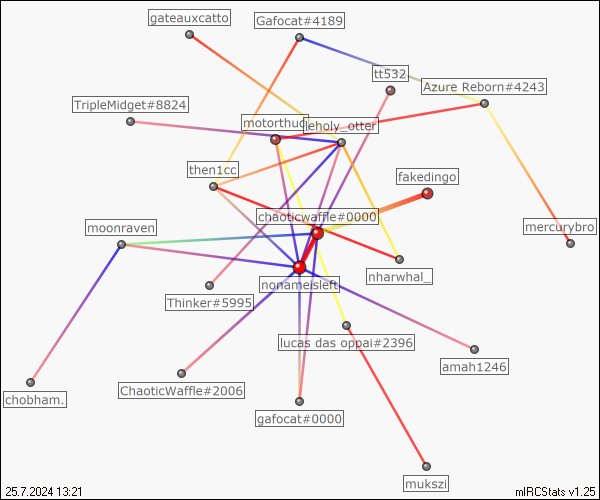 gateauxcatto
Gafocat#4189
tt532
Azure Reborn#4243
TripleMidget#8824
motorthud
leholy_otter
then1cc
fakedingo
chaoticwaffle#0000
moonraven
mercurybro
nharwhal_
nonameisleft
Thinker#5995
lucas das oppai#2396
amah1246
ChaoticWaffle#2006
chobham.
gafocat#0000
mukszi
25.7.2024 13:21
mIRCStats v1.25